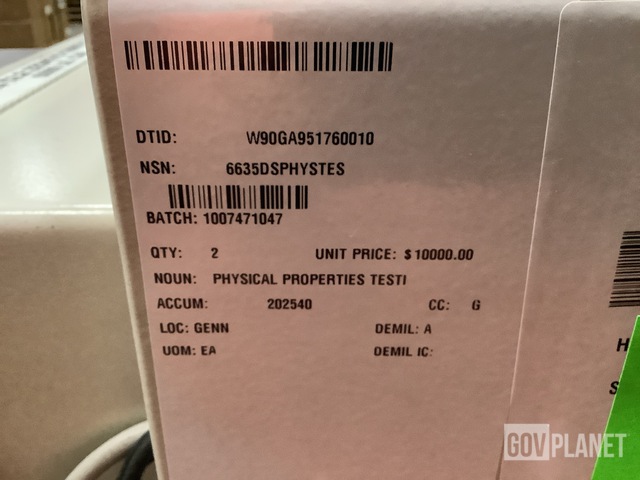 DTID: W90GA951760010
NSN: 6635DSPHYSTES
BATCH: 1007471047
QTY: 2 UNIT PRICE: $10000.00
NOUN: PHYSICAL PROPERTIES TESTI
ACCUM: 202540 CC: G
LOC: GENN DEMIL: A
UOM: EA DEMIL IC:
H
S
GOVPLANET